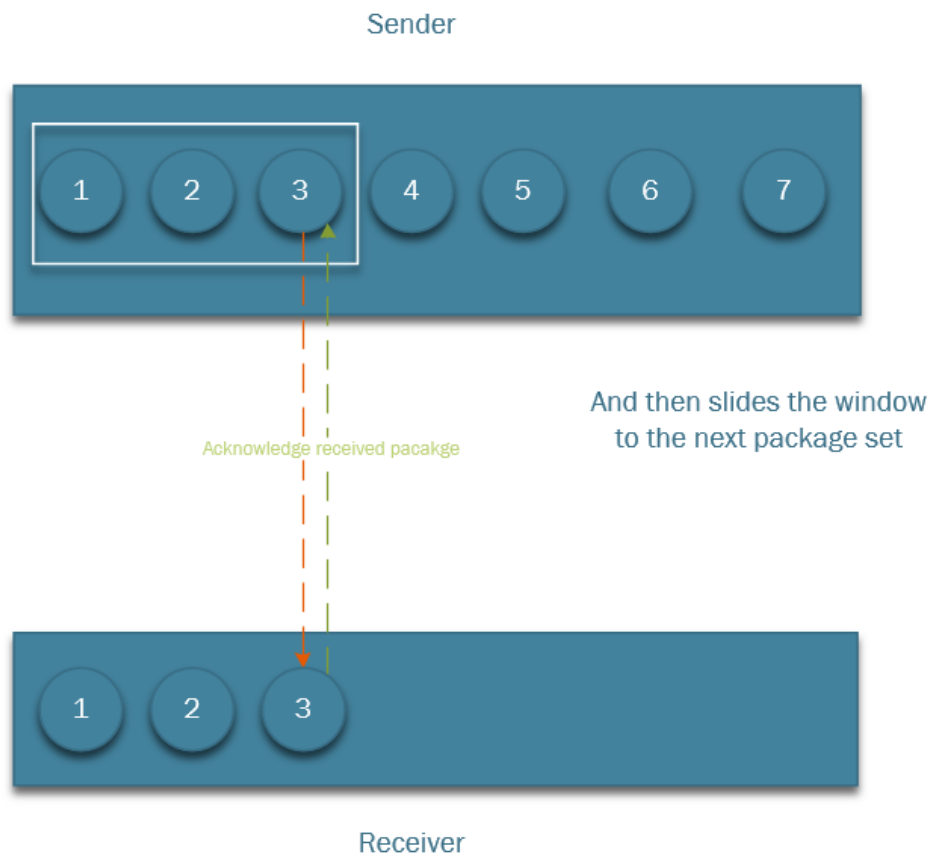 Sender
1 2 3 4 5 6 7
And then slides the window
to the next package set
Acknowledge received pacakge
1 2 3
Receiver